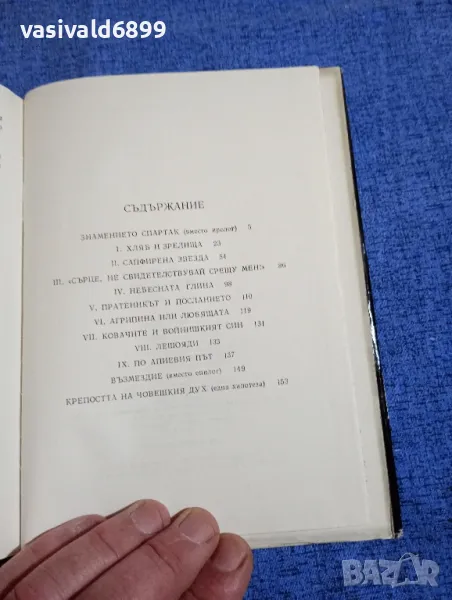 vasivald6899
СЪДЪРЖАНИЕ
ЗНАМЕНИЕТО СПАРТАК (вместо пролог) 5
I. ХЛЯБ И ЗРЕЛИЩА 23
II. САПФИРЕНА ЗВЕЗДА 54
III. «СЪРЦЕ, НЕ СВИДЕТЕЛСТВУВАЙ СРЕЩУ МЕН!» 86
IV. НЕБЕСНАТА ГЛИНА 98
V. ПРАТЕНИКЪТ И ПОСЛАНИЕТО 110
VI. АГРИПИНА ИЛИ ЛЮБЯЩАТА 119
VII. КОВАЧИТЕ И ВОЙНИШКИЯТ СИН 131
VIII. ЛЕШОЯДИ 135
IX. ПО АПИЕВИЯ ПЪТ 137
ВЪЗМЕЗДИЕ (вместо епилог) 149
КРЕПОСТТА НА ЧОВЕШКИЯ ДУХ (една хипотеза) 153
BAZAR